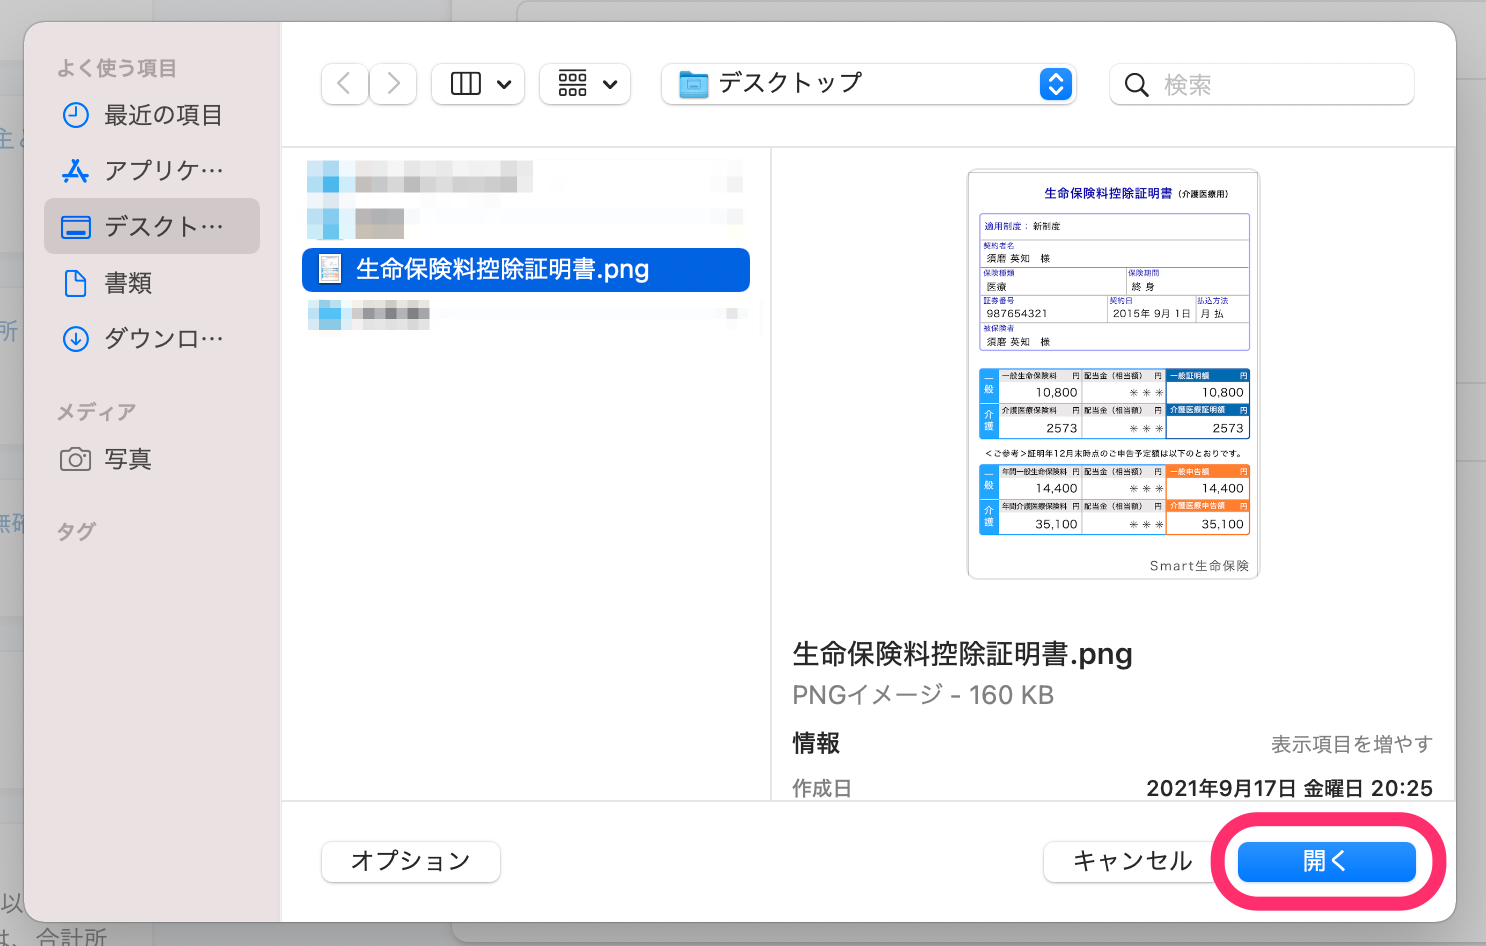 よく使う項目
最近の項目
アプリケ…
デスクト…
書類
ダウンロ…
メディア
写真
タグ
デスクトップ
検索
生命保険料控除証明書.png
生命保険料控除証明書 (介護医療用)
適用制度： 新制度
契約者名
須磨 英知 様
保険種類 保険期間
医療 終 身
証券番号 契約日 払込方法
987654321 2015年 9月 1日 月 払
被保険者
須磨 英知 様
一般 一般生命保険料 円 配当金（相当額） 円 一般証明額 円
10,800 ＊＊＊ 10,800
介護 介護医療保険料 円 配当金（相当額） 円 介護医療証明額 円
2573 ＊＊＊ 2573
＜ご参考＞証明年12月末時点のご申告予定額は以下のとおりです。
一般 年間一般生命保険料 円 配当金（相当額） 円 一般申告額 円
14,400 ＊＊＊ 14,400
介護 年間介護医療保険料 円 配当金（相当額） 円 介護医療申告額 円
35,100 ＊＊＊ 35,100
Smart生命保険
生命保険料控除証明書.png
PNGイメージ - 160 KB
情報 表示項目を増やす
作成日 2021年9月17日 金曜日 20:25
オプション キャンセル 開く
所
以
は、合計所